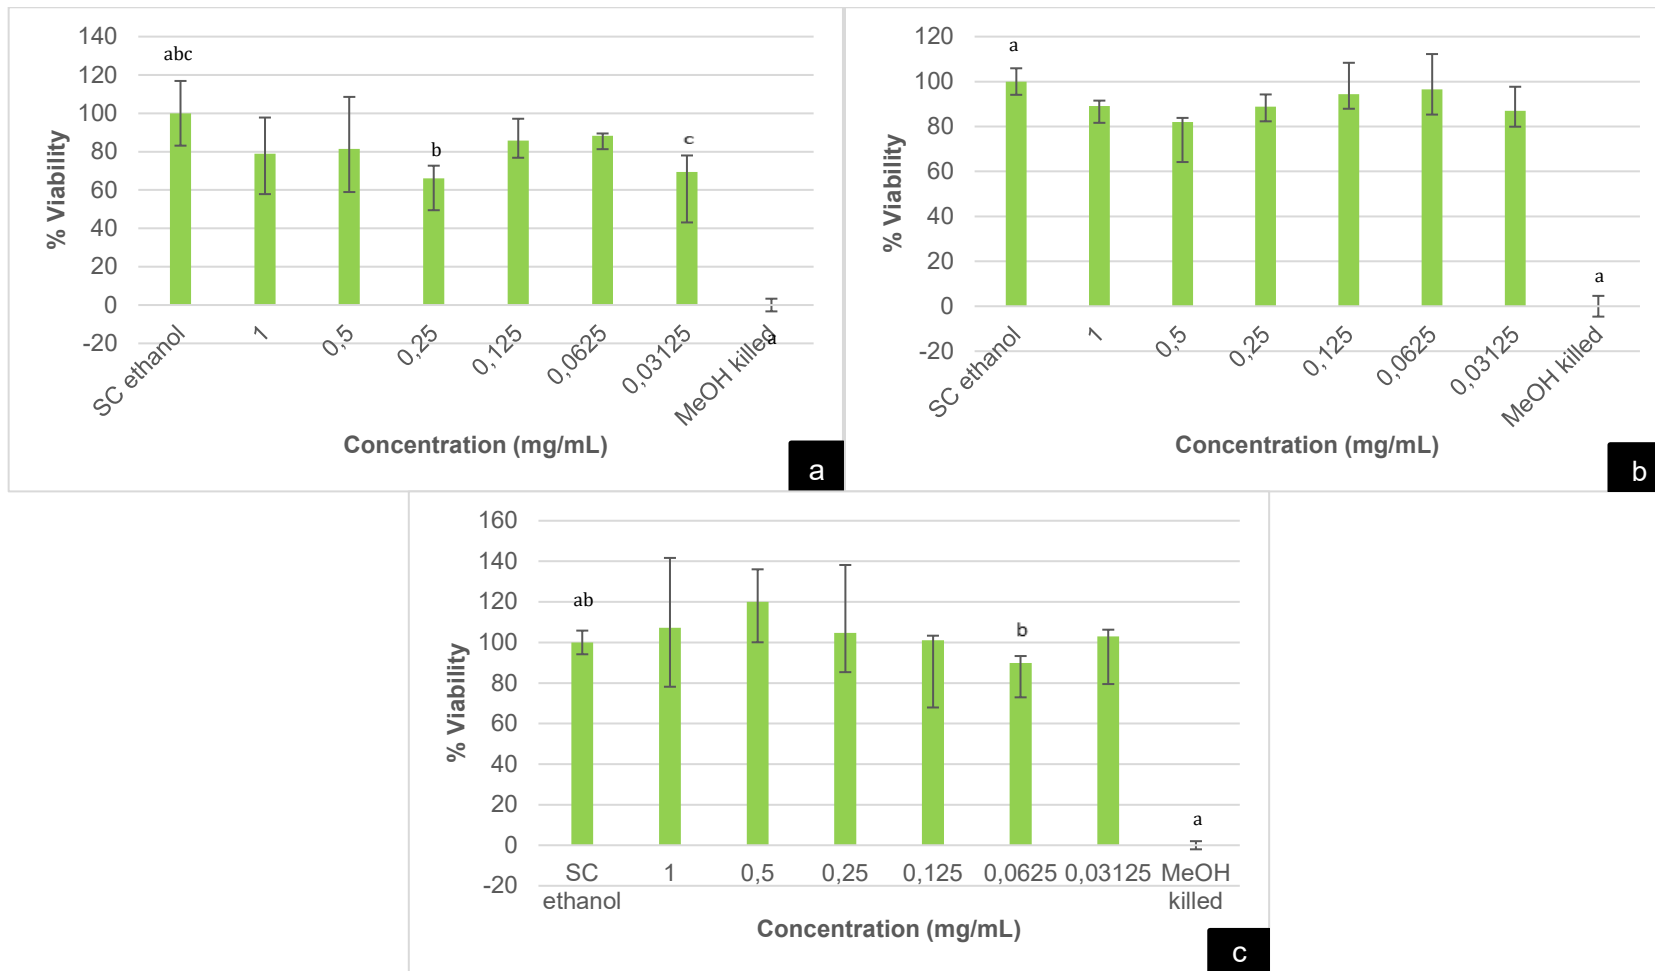 140
120
100
80
60
40
20
0
-20
% Viability
abc
b
c
a
SC ethanol
1
0,5
0,25
0,125
0,0625
0,03125
MeOH killed
Concentration (mg/mL)
a
120
100
80
60
40
20
0
-20
% Viability
a
a
SC ethanol
1
0,5
0,25
0,125
0,0625
0,03125
MeOH killed
Concentration (mg/mL)
b
160
140
120
100
80
60
40
20
0
-20
% Viability
ab
b
a
SC ethanol
1
0,5
0,25
0,125
0,0625
0,03125
MeOH killed
Concentration (mg/mL)
c